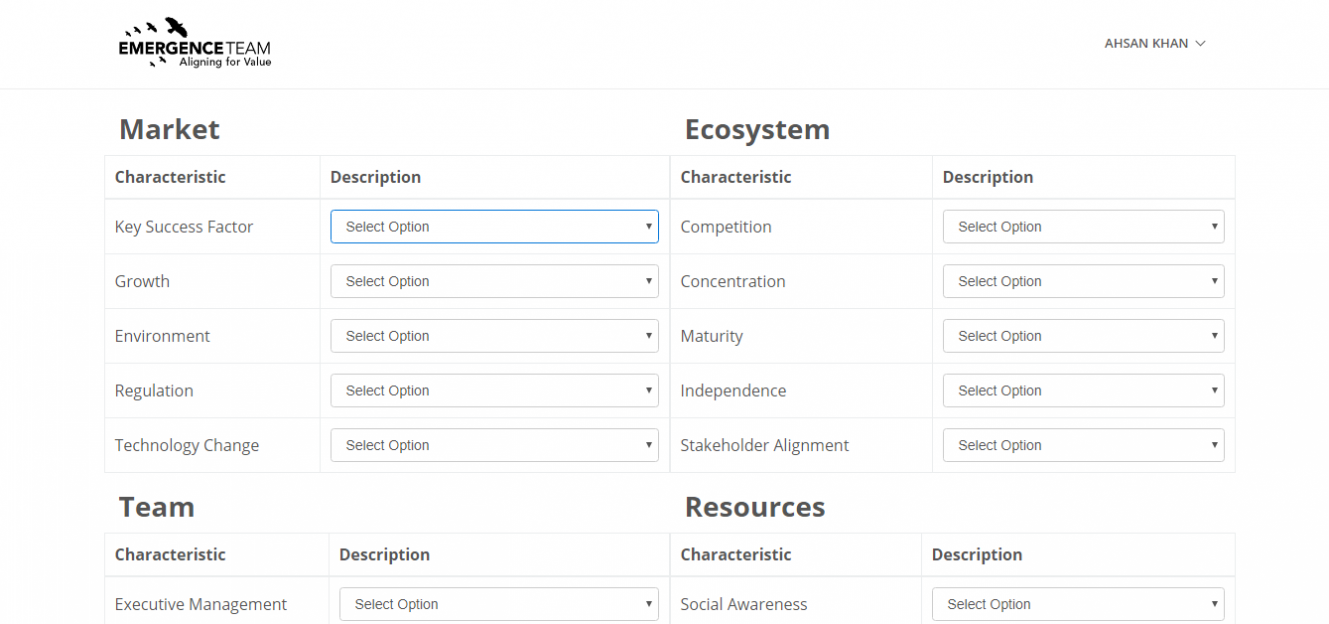 EMERGENCETEAM
Aligning for Value
AHSAN KHAN
Market
Characteristic Description
Key Success Factor Select Option
Growth Select Option
Environment Select Option
Regulation Select Option
Technology Change Select Option
Ecosystem
Characteristic Description
Competition Select Option
Concentration Select Option
Maturity Select Option
Independence Select Option
Stakeholder Alignment Select Option
Team
Characteristic Description
Executive Management Select Option
Resources
Characteristic Description
Social Awareness Select Option